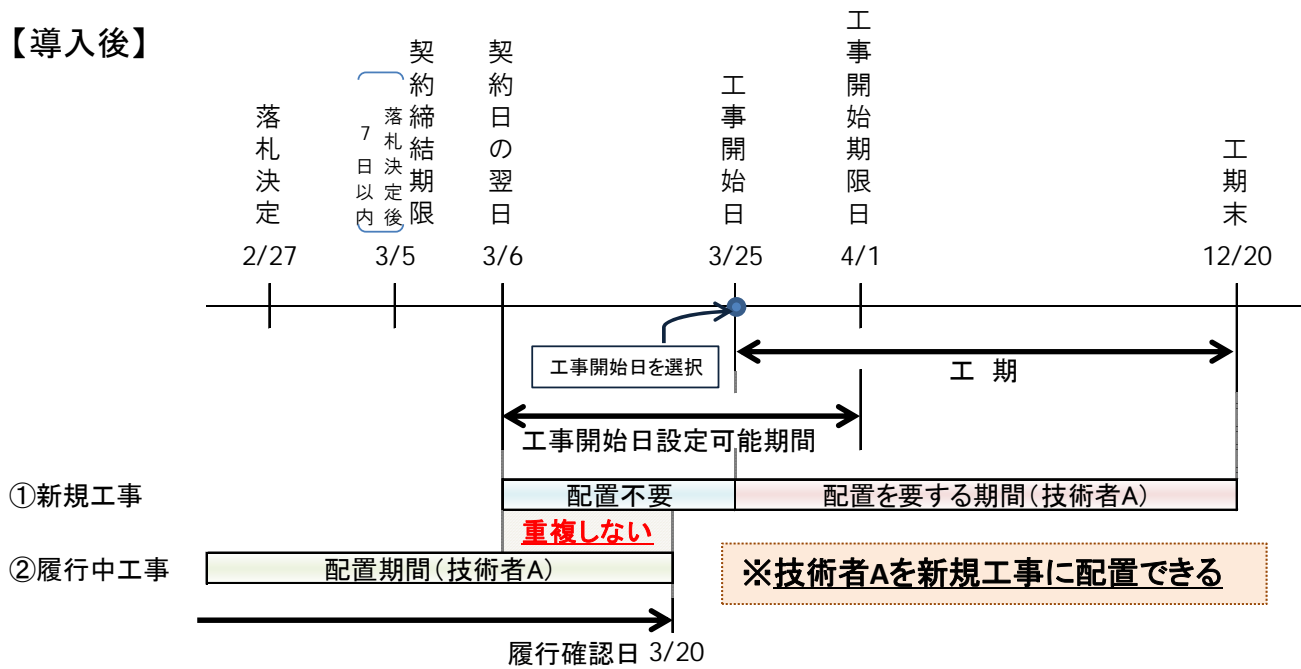 【導入後】
落札決定
落札決定後
7日以内
契約締結期限
契約日の翌日
工事開始日
工事開始期限日
工期末
2/27
3/5
3/6
3/25
4/1
12/20
工事開始日を選択
工 期
工事開始日設定可能期間
①新規工事
配置不要
配置を要する期間(技術者A)
重複しない
②履行中工事
配置期間(技術者A)
※技術者Aを新規工事に配置できる
履行確認日 3/20